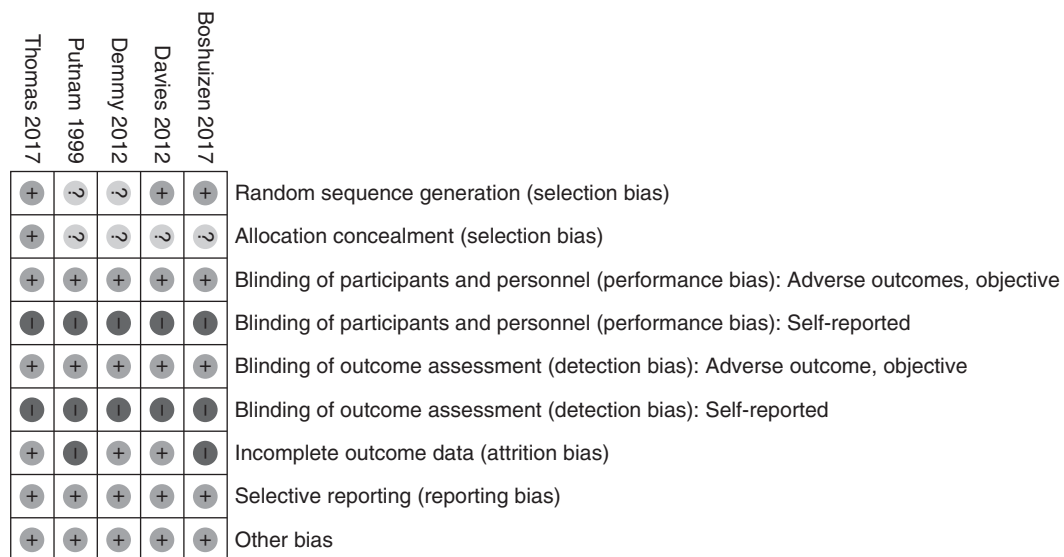 Thomas 2017
Putnam 1999
Demmy 2012
Davies 2012
Boshuizen 2017
+ ? ? + + Random sequence generation (selection bias)
+ ? ? ? ? Allocation concealment (selection bias)
+ + + + + Blinding of participants and personnel (performance bias): Adverse outcomes, objective
– – – – – Blinding of participants and personnel (performance bias): Self-reported
+ + + + + Blinding of outcome assessment (detection bias): Adverse outcome, objective
– – – – – Blinding of outcome assessment (detection bias): Self-reported
+ – + + – Incomplete outcome data (attrition bias)
+ + + + + Selective reporting (reporting bias)
+ + + + + Other bias